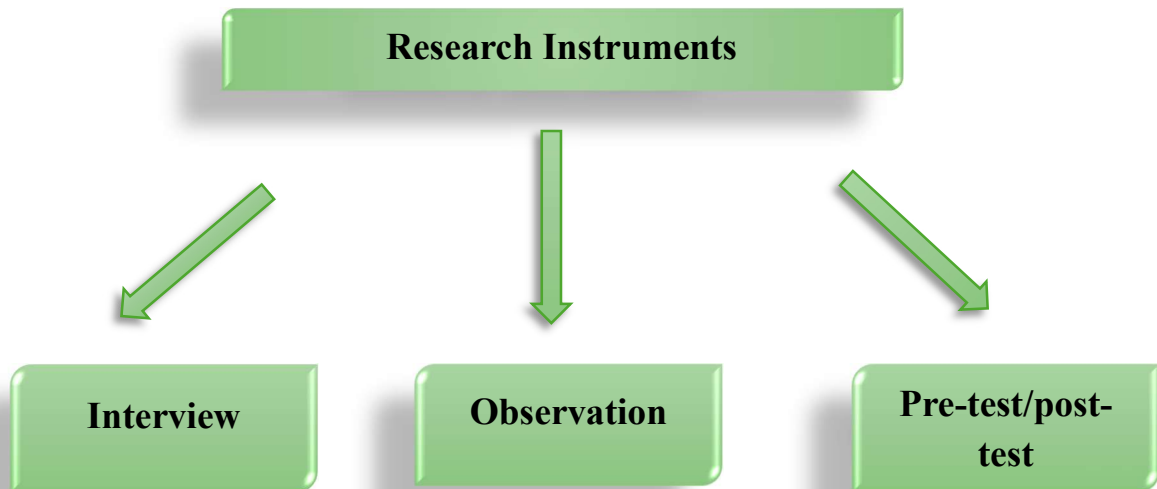 Research Instruments
Interview
Observation
Pre-test/post-
test